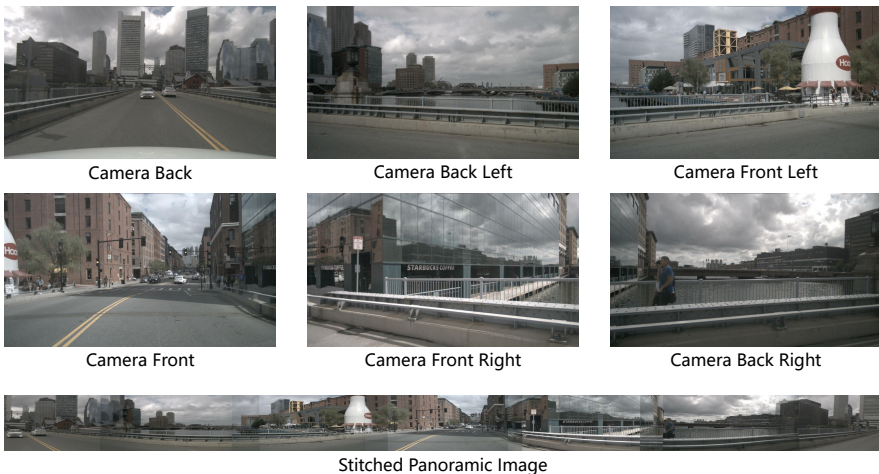 Camera Back
Camera Back Left
Camera Front Left
Hoo
Hoo
STARBUCKS COFFEE
Camera Front
Camera Front Right
Camera Back Right
Stitched Panoramic Image